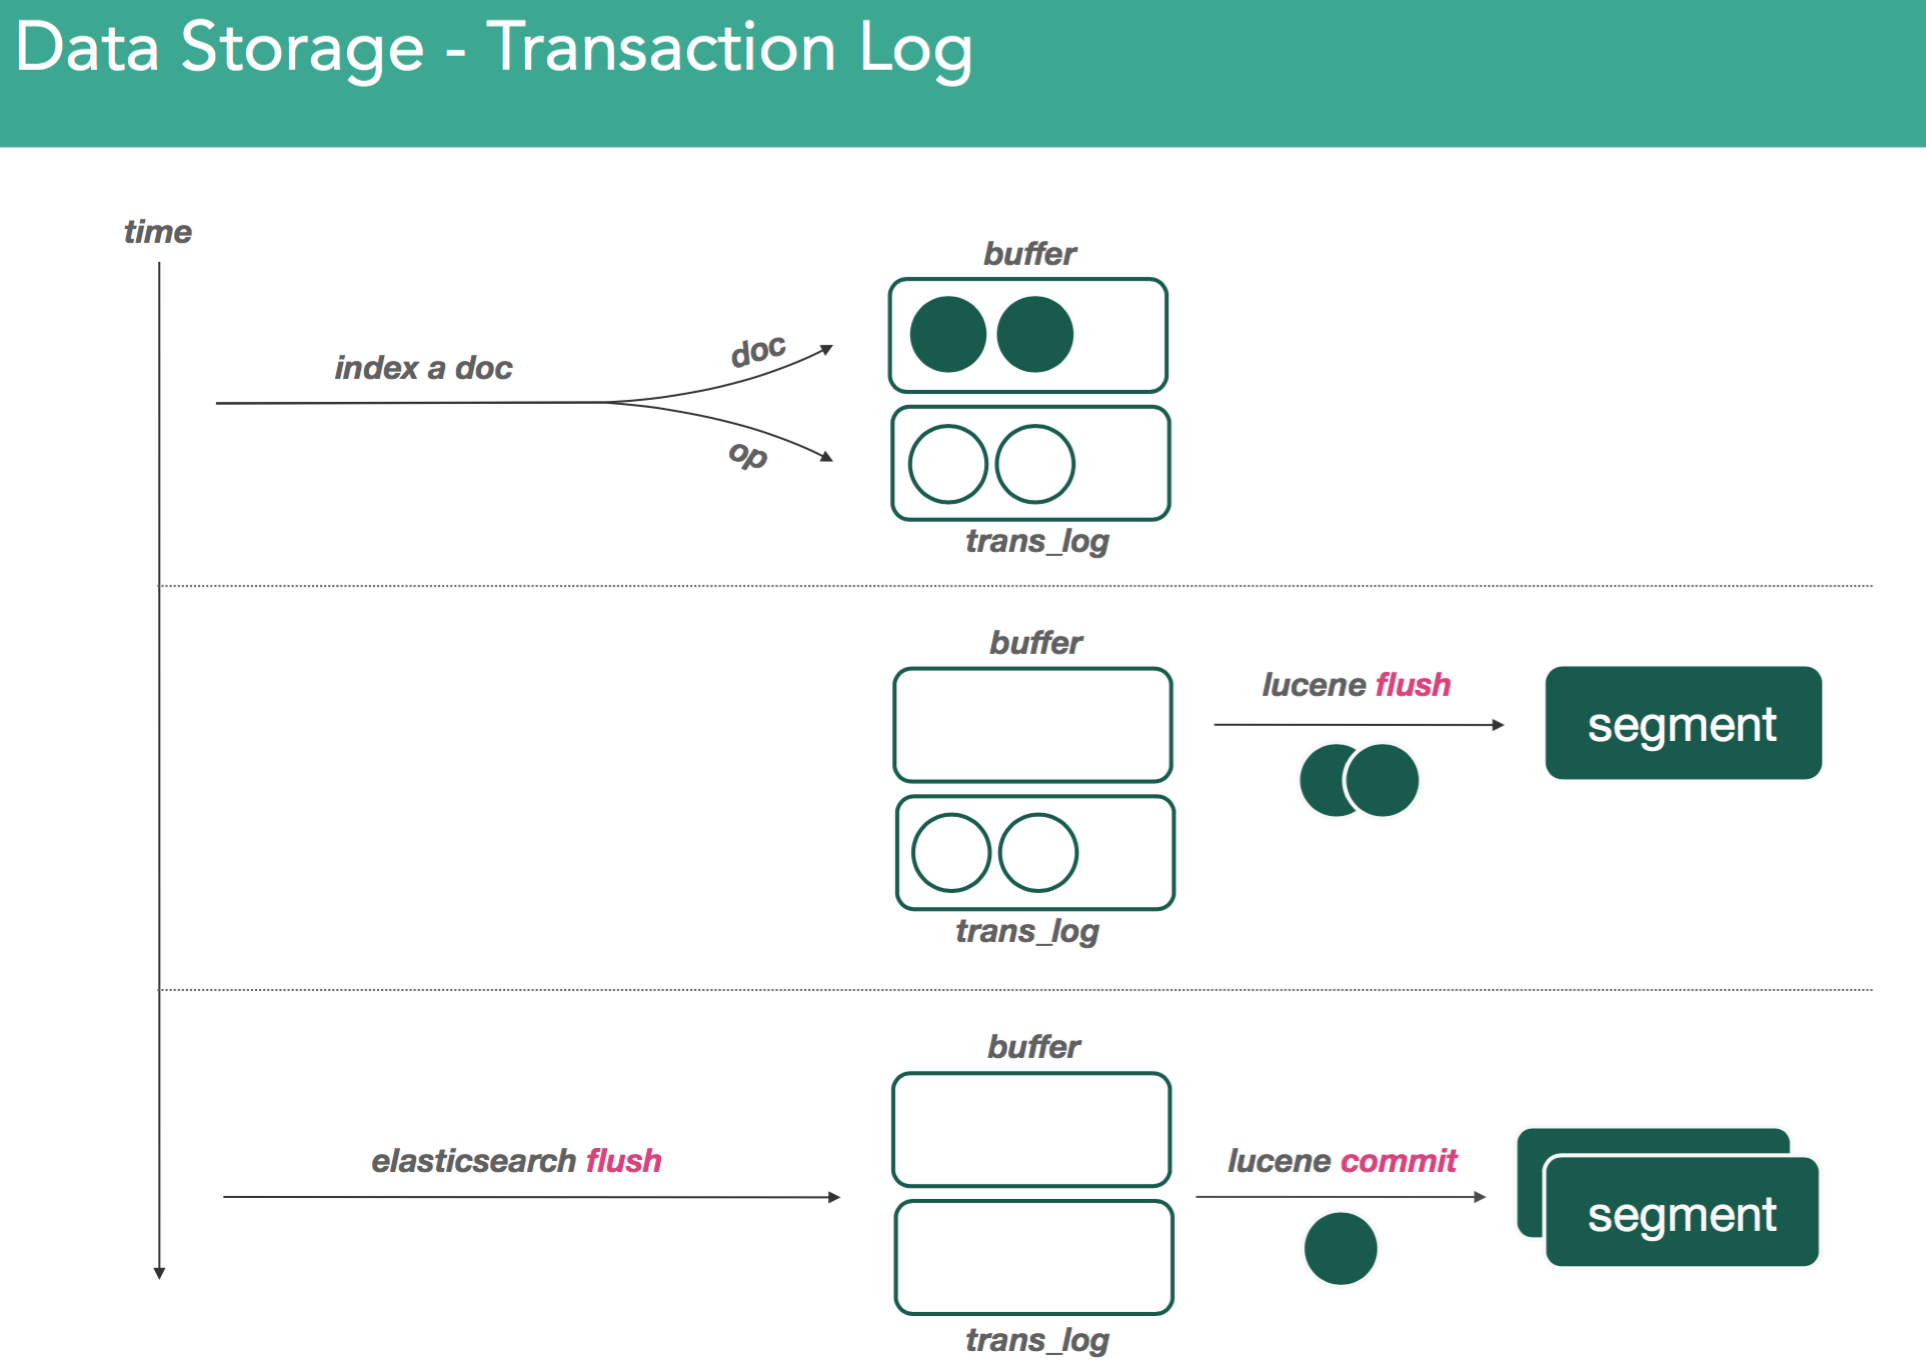 Data Storage - Transaction Log
time
buffer
index a doc
doc
op
trans_log
buffer
lucene flush
segment
trans_log
buffer
elasticsearch flush
lucene commit
segment
trans_log